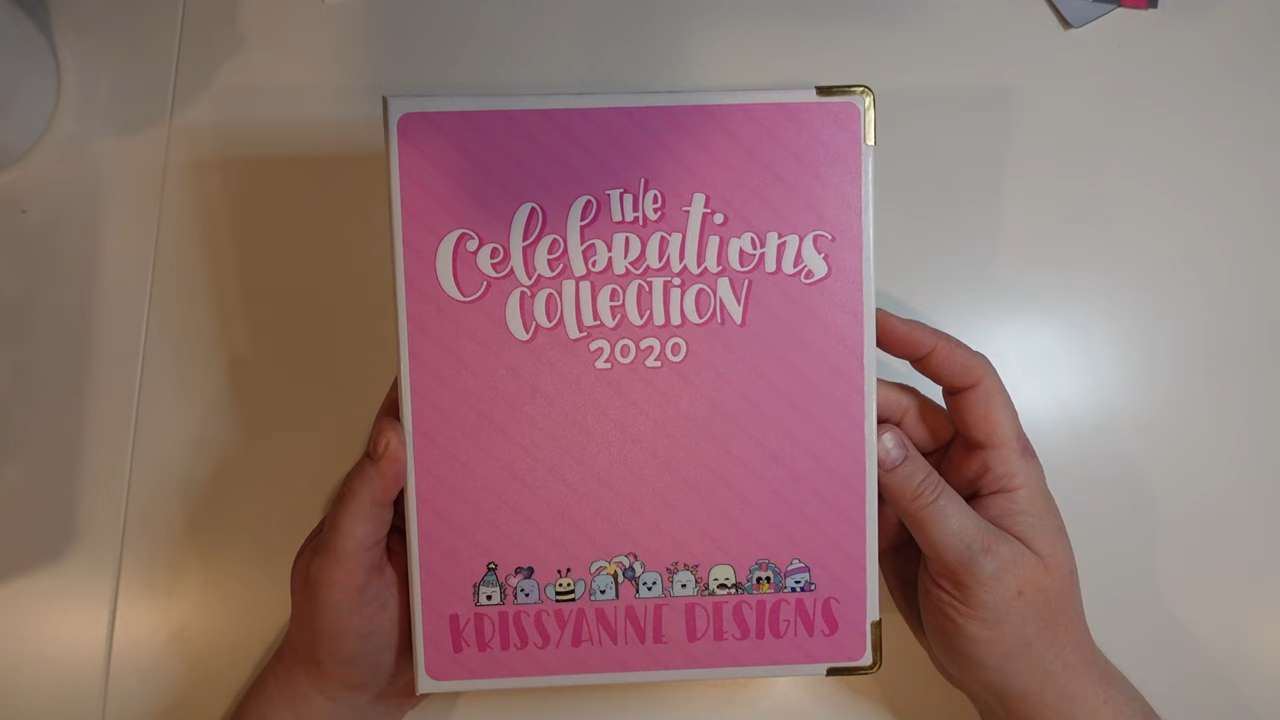 THe
CelebRations
COLLeCTiON
2020
KRISSYANNE DESIGNS